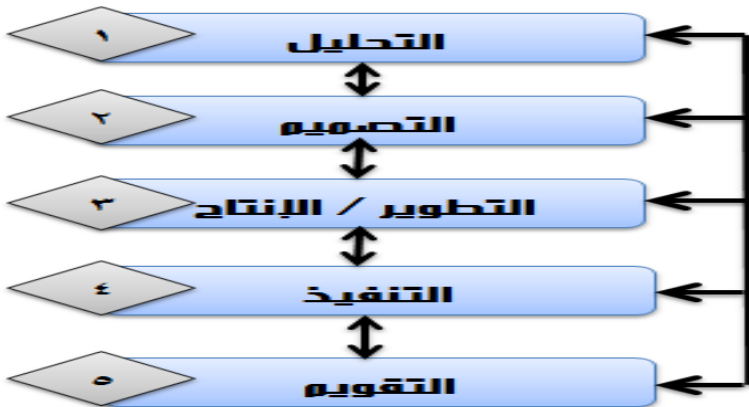 ١ التحليل
٢ التصميم
٣ التطوير / الإنتاج
٤ التنفيذ
٥ التقويم